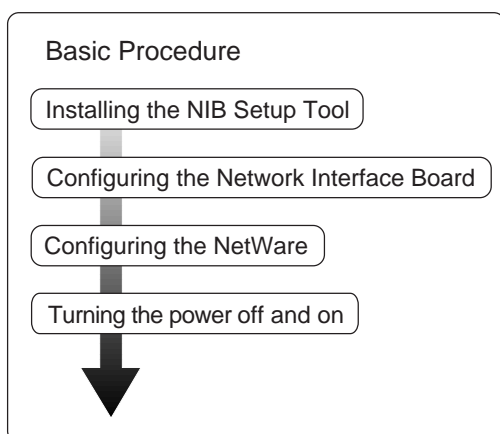 Basic Procedure
Installing the NIB Setup Tool
Configuring the Network Interface Board
Configuring the NetWare
Turning the power off and on